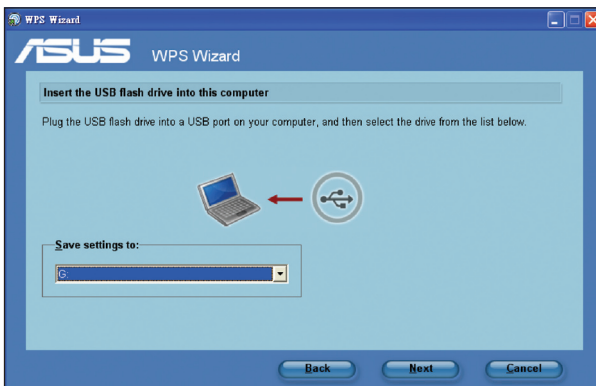 WPS Wizard
ASUS WPS Wizard
Insert the USB flash drive into this computer
Plug the USB flash drive into a USB port on your computer, and then select the drive from the list below.
Save settings to:
G:
Back Next Cancel